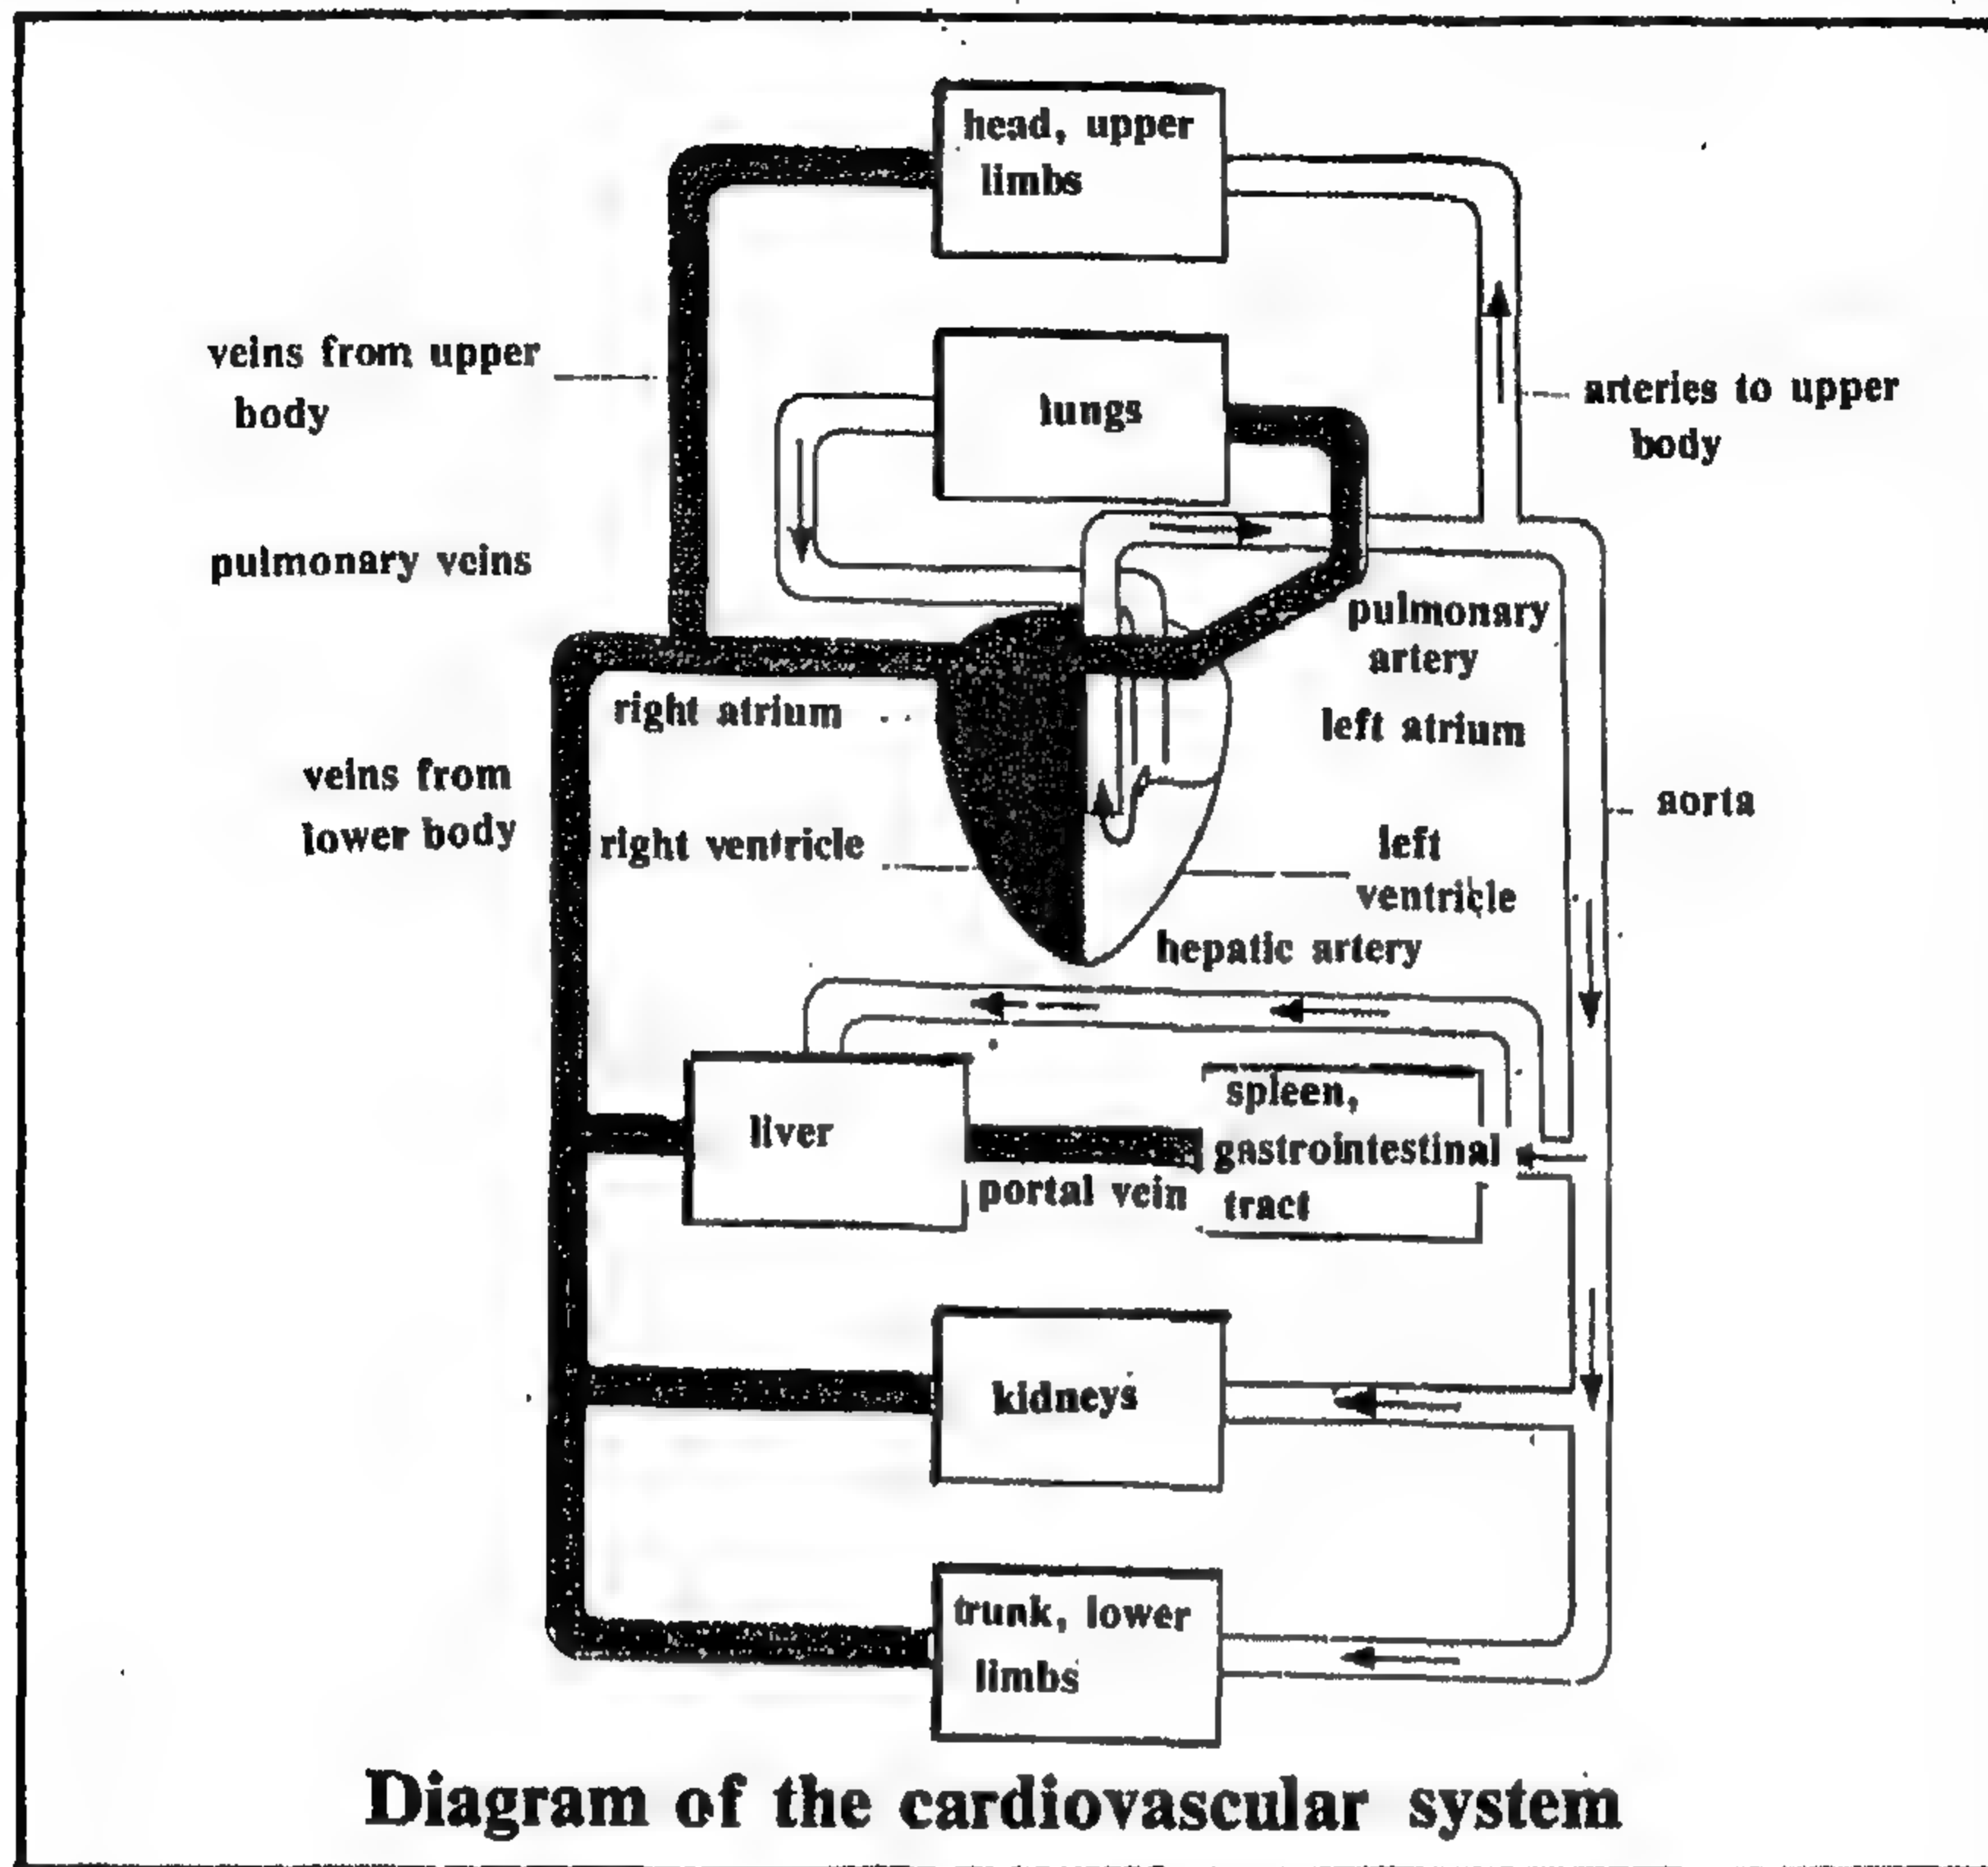 head, upper
limbs
veins from upper
body
lungs
arteries to upper
body
pulmonary veins
pulmonary
artery
right atrium
left atrium
veins from
lower body
aorta
right ventricle
left
ventricle
hepatic artery
liver
spleen,
gastrointestinal
tract
portal vein
kidneys
trunk, lower
limbs
Diagram of the cardiovascular system